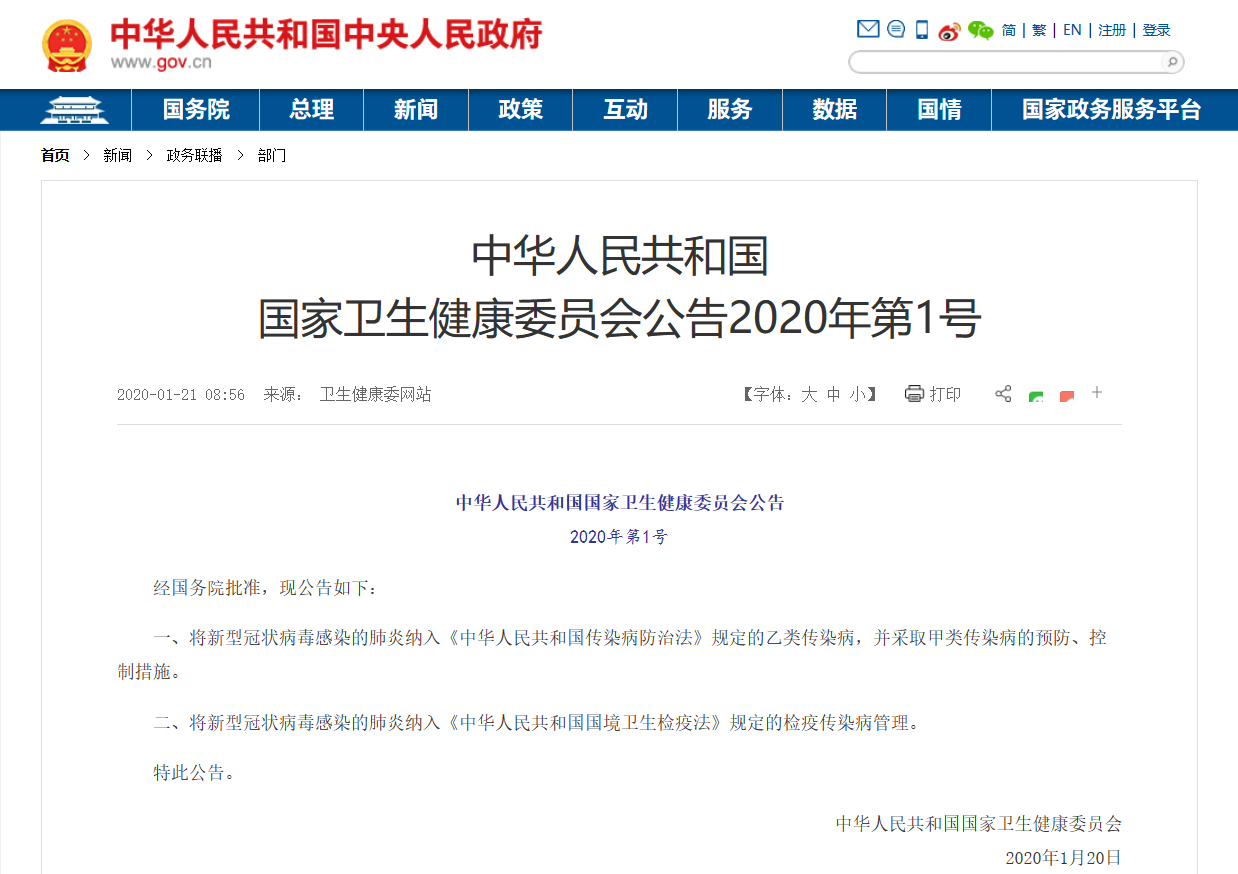 中华人民共和国中央人民政府
www.gov.cn
简 | 繁 | EN | 注册 | 登录
国务院 总理 新闻 政策 互动 服务 数据 国情 国家政务服务平台
首页 > 新闻 > 政务联播 > 部门
中华人民共和国
国家卫生健康委员会公告2020年第1号
2020-01-21 08:56 来源： 卫生健康委网站 【字体：大 中 小】 打印 +
中华人民共和国国家卫生健康委员会公告
2020年第1号
经国务院批准，现公告如下：
一、将新型冠状病毒感染的肺炎纳入《中华人民共和国传染病防治法》规定的乙类传染病，并采取甲类传染病的预防、控
制措施。
二、将新型冠状病毒感染的肺炎纳入《中华人民共和国国境卫生检疫法》规定的检疫传染病管理。
特此公告。
中华人民共和国国家卫生健康委员会
2020年1月20日